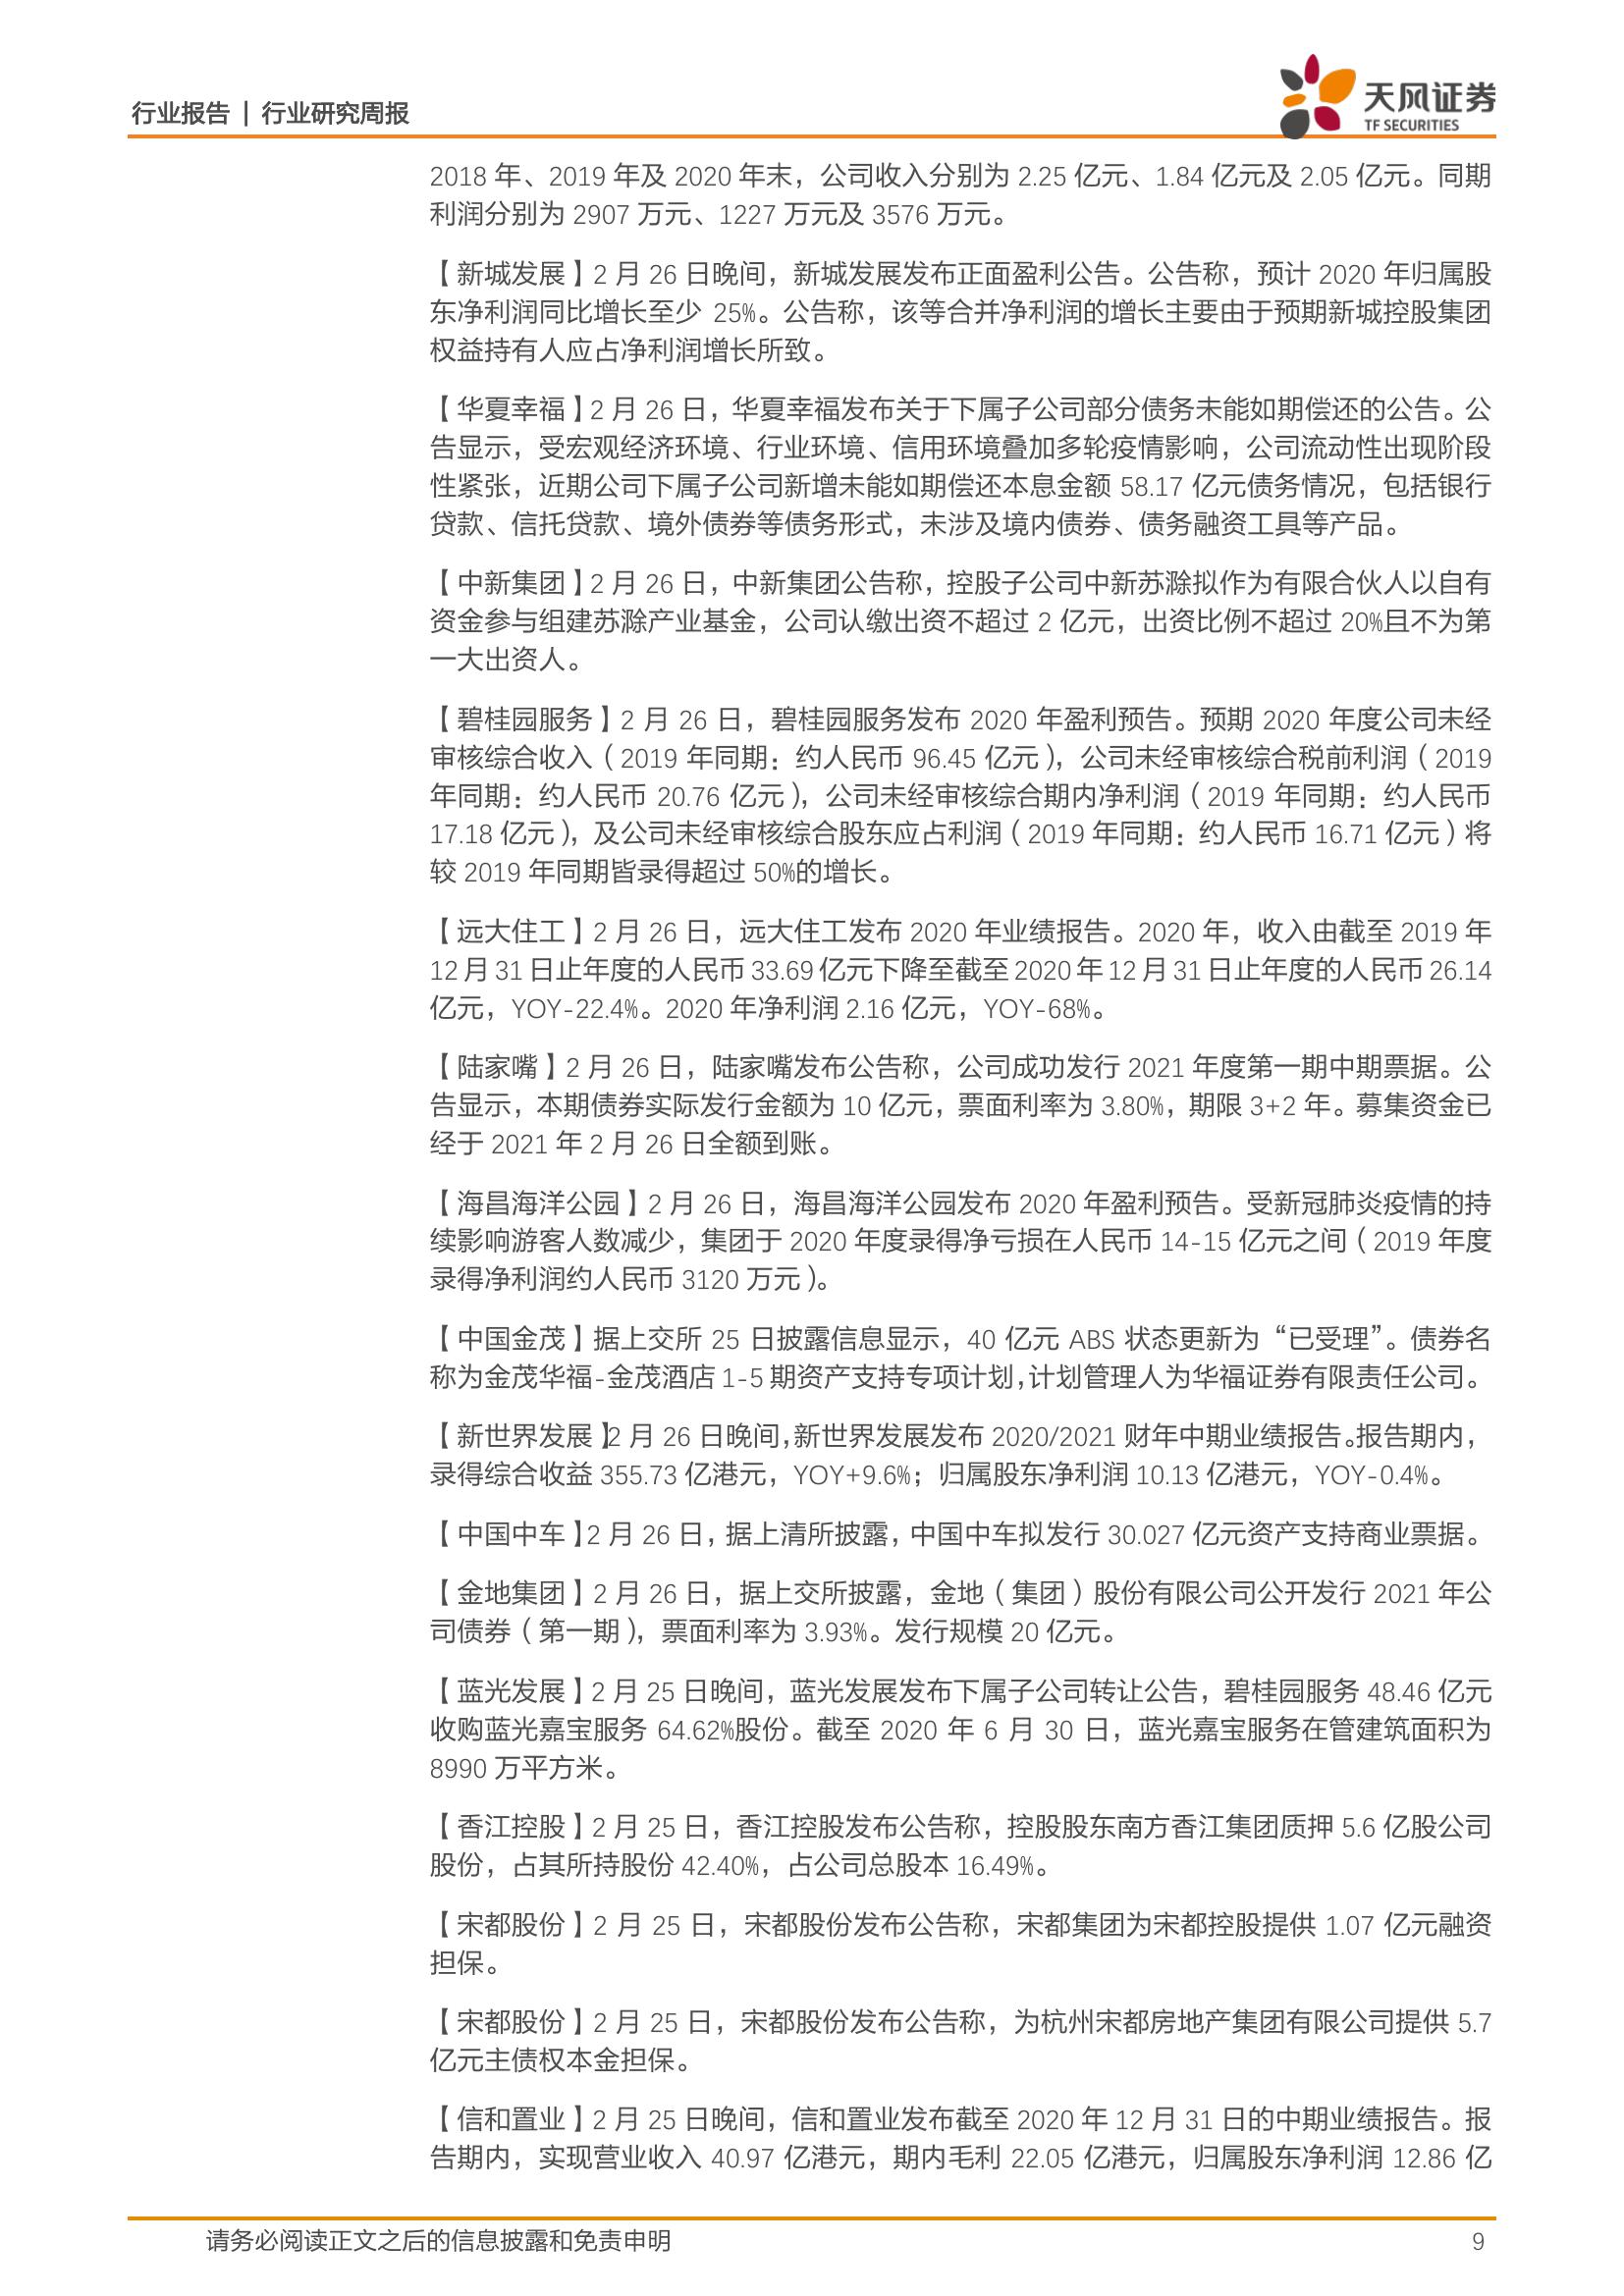 行业报告 | 行业研究周报
天风证券
TF SECURITIES
2018 年、2019 年及 2020 年末，公司收入分别为 2.25 亿元、1.84 亿元及 2.05 亿元。同期
利润分别为 2907 万元、1227 万元及 3576 万元。
【新城发展】2 月 26 日晚间，新城发展发布正面盈利公告。公告称，预计 2020 年归属股
东净利润同比增长至少 25%。公告称，该等合并净利润的增长主要由于预期新城控股集团
权益持有人应占净利润增长所致。
【华夏幸福】2 月 26 日，华夏幸福发布关于下属子公司部分债务未能如期偿还的公告。公
告显示，受宏观经济环境、行业环境、信用环境叠加多轮疫情影响，公司流动性出现阶段
性紧张，近期公司下属子公司新增未能如期偿还本息金额 58.17 亿元债务情况，包括银行
贷款、信托贷款、境外债券等债务形式，未涉及境内债券、债务融资工具等产品。
【中新集团】2 月 26 日，中新集团公告称，控股子公司中新苏滁拟作为有限合伙人以自有
资金参与组建苏滁产业基金，公司认缴出资不超过 2 亿元，出资比例不超过 20%且不为第
一大出资人。
【碧桂园服务】2 月 26 日，碧桂园服务发布 2020 年盈利预告。预期 2020 年度公司未经
审核综合收入（2019 年同期：约人民币 96.45 亿元），公司未经审核综合税前利润（2019
年同期：约人民币 20.76 亿元），公司未经审核综合期内净利润（2019 年同期：约人民币
17.18 亿元），及公司未经审核综合股东应占利润（2019 年同期：约人民币 16.71 亿元）将
较 2019 年同期皆录得超过 50%的增长。
【远大住工】2 月 26 日，远大住工发布 2020 年业绩报告。2020 年，收入由截至 2019 年
12 月 31 日止年度的人民币 33.69 亿元下降至截至 2020 年 12 月 31 日止年度的人民币 26.14
亿元，YOY-22.4%。2020 年净利润 2.16 亿元，YOY-68%。
【陆家嘴】2 月 26 日，陆家嘴发布公告称，公司成功发行 2021 年度第一期中期票据。公
告显示，本期债券实际发行金额为 10 亿元，票面利率为 3.80%，期限 3+2 年。募集资金已
经于 2021 年 2 月 26 日全额到账。
【海昌海洋公园】2 月 26 日，海昌海洋公园发布 2020 年盈利预告。受新冠肺炎疫情的持
续影响游客人数减少，集团于 2020 年度录得净亏损在人民币 14-15 亿元之间（2019 年度
录得净利润约人民币 3120 万元）。
【中国金茂】据上交所 25 日披露信息显示，40 亿元 ABS 状态更新为“已受理”。债券名
称为金茂华福-金茂酒店 1-5 期资产支持专项计划，计划管理人为华福证券有限责任公司。
【新世界发展】2 月 26 日晚间，新世界发展发布 2020/2021 财年中期业绩报告。报告期内，
录得综合收益 355.73 亿港元，YOY+9.6%；归属股东净利润 10.13 亿港元，YOY-0.4%。
【中国中车】2 月 26 日，据上清所披露，中国中车拟发行 30.027 亿元资产支持商业票据。
【金地集团】2 月 26 日，据上交所披露，金地（集团）股份有限公司公开发行 2021 年公
司债券（第一期），票面利率为 3.93%。发行规模 20 亿元。
【蓝光发展】2 月 25 日晚间，蓝光发展发布下属子公司转让公告，碧桂园服务 48.46 亿元
收购蓝光嘉宝服务 64.62%股份。截至 2020 年 6 月 30 日，蓝光嘉宝服务在管建筑面积为
8990 万平方米。
【香江控股】2 月 25 日，香江控股发布公告称，控股股东南方香江集团质押 5.6 亿股公司
股份，占其所持股份 42.40%，占公司总股本 16.49%。
【宋都股份】2 月 25 日，宋都股份发布公告称，宋都集团为宋都控股提供 1.07 亿元融资
担保。
【宋都股份】2 月 25 日，宋都股份发布公告称，为杭州宋都房地产集团有限公司提供 5.7
亿元主债权本金担保。
【信和置业】2 月 25 日晚间，信和置业发布截至 2020 年 12 月 31 日的中期业绩报告。报
告期内，实现营业收入 40.97 亿港元，期内毛利 22.05 亿港元，归属股东净利润 12.86 亿
请务必阅读正文之后的信息披露和免责申明
9